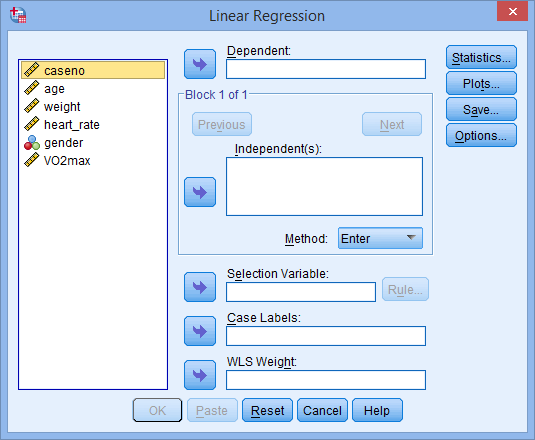 Linear Regression
caseno
age
weight
heart_rate
gender
VO2max
Dependent:
Block 1 of 1
Previous
Next
Independent(s):
Method:
Enter
Selection Variable:
Rule...
Case Labels:
WLS Weight:
Statistics...
Plots...
Save...
Options...
OK
Paste
Reset
Cancel
Help